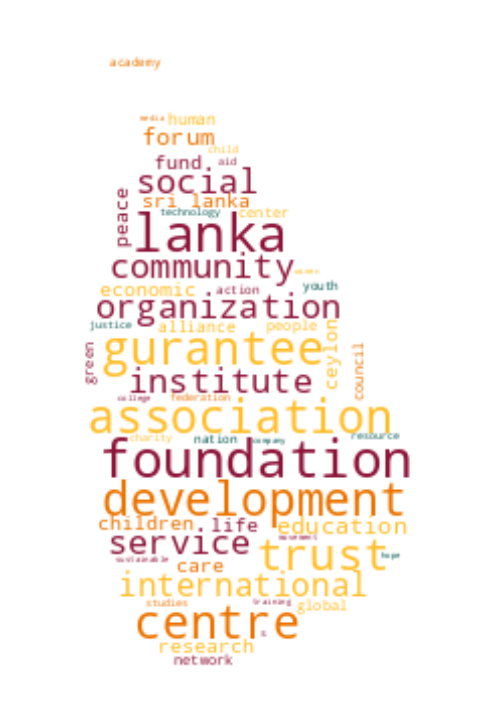 academy
media human
forum
child
fund. aid
social
sri lanka
peace
technology center
lanka
community
women
economic .action youth
organization
justice alliance people
gurantee
green
ceylon
council
institute
college federation
association
charity nation company resource
foundation
development
children.life education
movement
service
trust
hope
sustainable
care
international
studies training global
centre
s
research
network